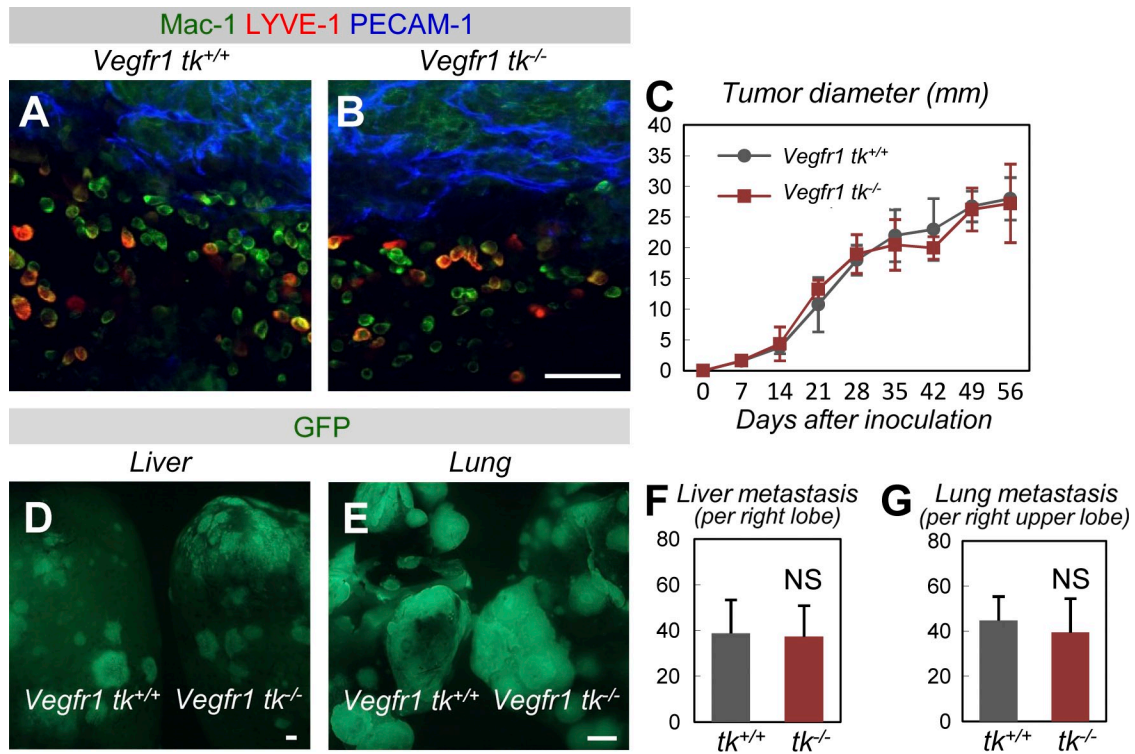 Mac-1 LYVE-1 PECAM-1
Vegfr1 tk+/+
Vegfr1 tk-/-
A
B
C
Tumor diameter (mm)
40
35
30
25
20
15
10
5
0
Vegfr1 tk+/+
Vegfr1 tk-/-
0 7 14 21 28 35 42 49 56
Days after inoculation
GFP
Liver
Lung
D
Vegfr1 tk+/+
Vegfr1 tk-/-
E
Vegfr1 tk+/+
Vegfr1 tk-/-
F
Liver metastasis
(per right lobe)
80
60
40
20
0
NS
tk+/+ tk-/-
G
Lung metastasis
(per right upper lobe)
80
60
40
20
0
NS
tk+/+ tk-/-